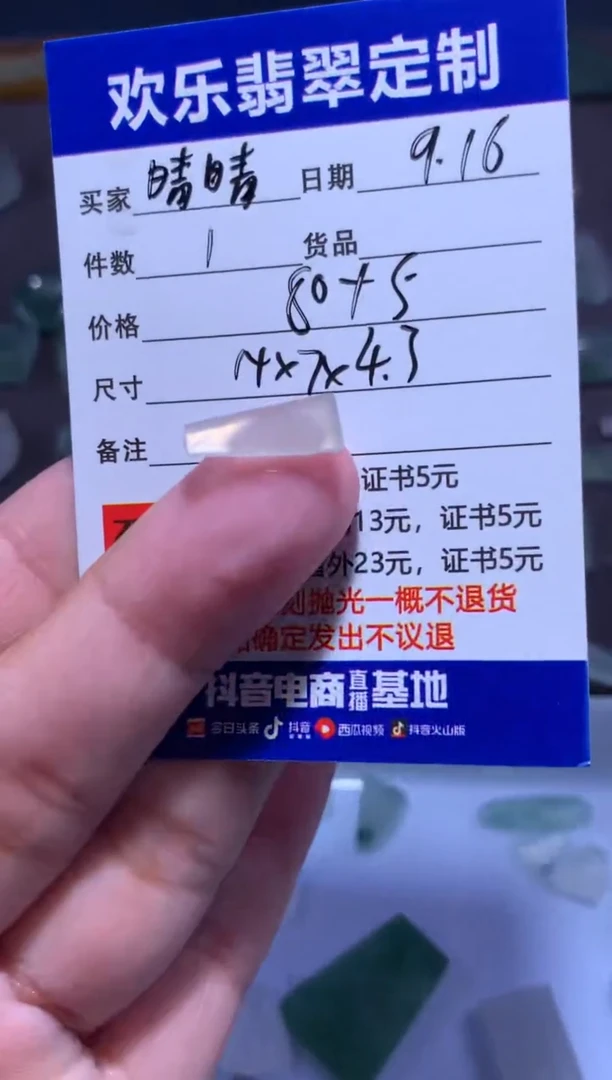 欢乐翡翠定制
买家 晴晴 日期 9.16
件数 1 货品
价格 80+5
尺寸 14x7x4.3
备注
证书5元
13元，证书5元
外23元，证书5元
刻抛光一概不退货
确定发出不议退
抖音电商直播基地
今日头条 抖音 西瓜视频 抖音火山版